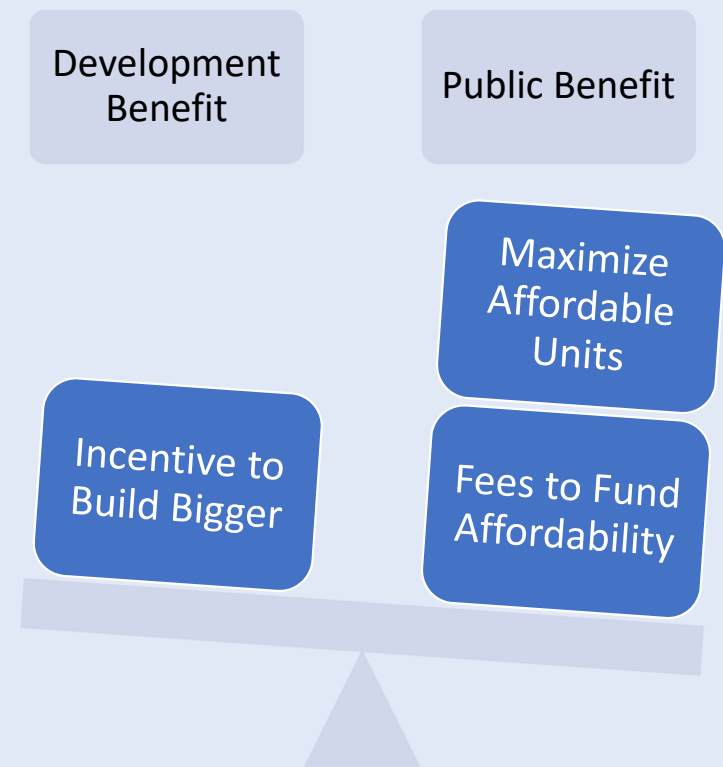 Development
Benefit
Public Benefit
Maximize
Affordable
Units
Incentive to
Build Bigger
Fees to Fund
Affordability